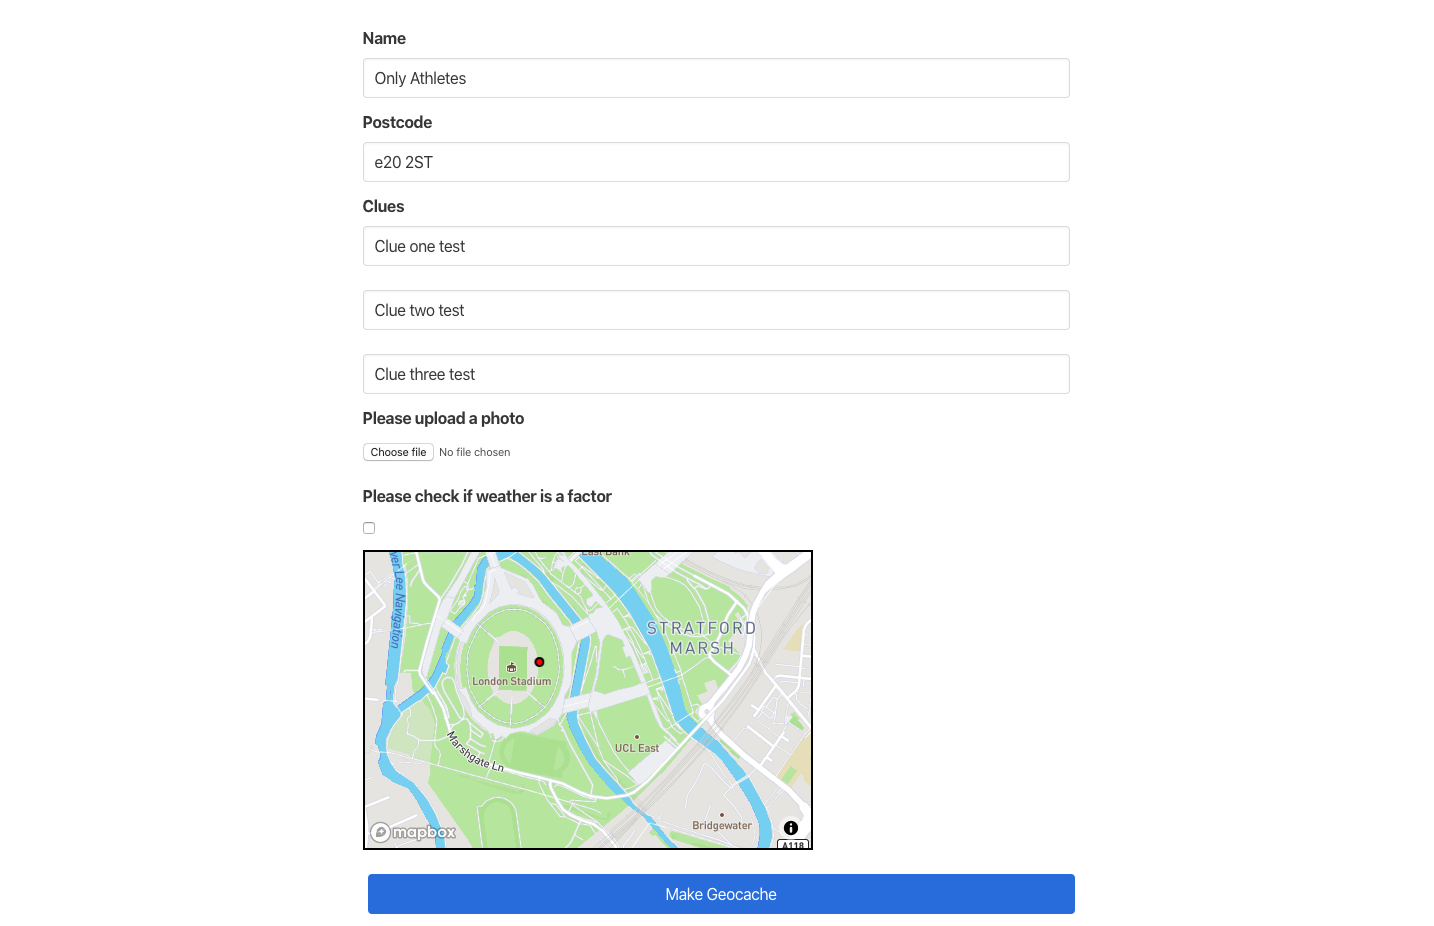 Name
Only Athletes
Postcode
e20 2ST
Clues
Clue one test
Clue two test
Clue three test
Please upload a photo
Choose file No file chosen
Please check if weather is a factor
East Bank
ver Lee Navigation
STRATFORD
MARSH
London Stadium
Marshgate Ln
UCL East
Bridgewater
mapbox
A118
Make Geocache